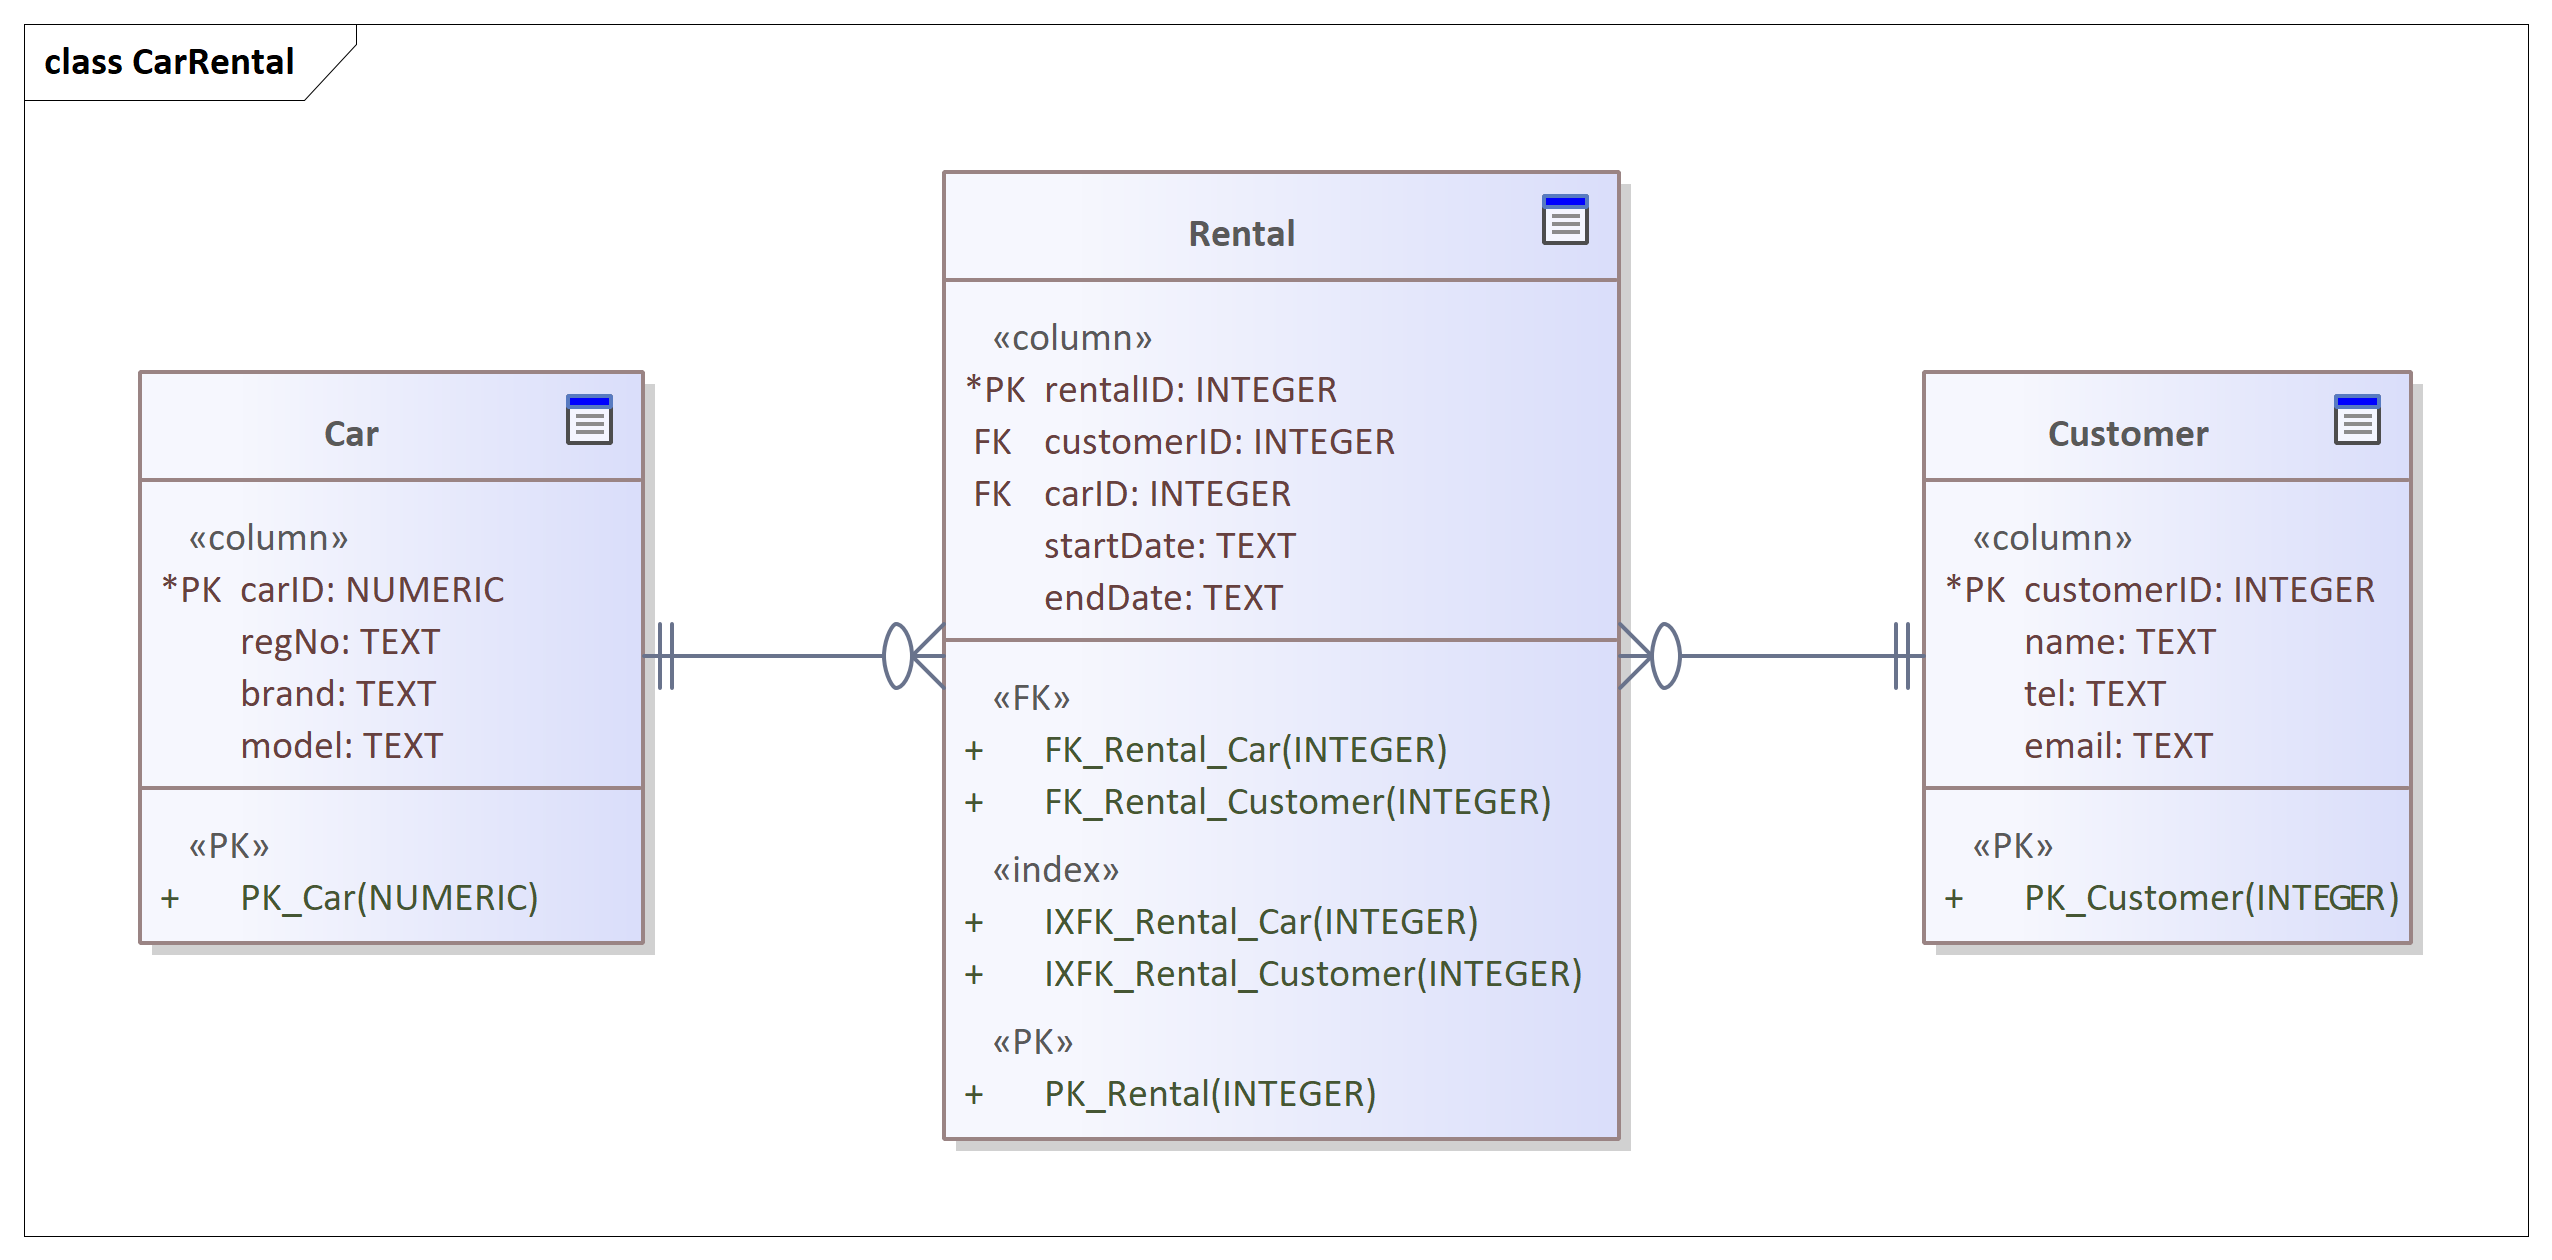 class CarRental
Car
«column»
*PK carID: NUMERIC
regNo: TEXT
brand: TEXT
model: TEXT
«PK»
+ PK_Car(NUMERIC)
Rental
«column»
*PK rentalID: INTEGER
FK customerID: INTEGER
FK carID: INTEGER
startDate: TEXT
endDate: TEXT
«FK»
+ FK_Rental_Car(INTEGER)
+ FK_Rental_Customer(INTEGER)
«index»
+ IXFK_Rental_Car(INTEGER)
+ IXFK_Rental_Customer(INTEGER)
«PK»
+ PK_Rental(INTEGER)
Customer
«column»
*PK customerID: INTEGER
name: TEXT
tel: TEXT
email: TEXT
«PK»
+ PK_Customer(INTEGER)